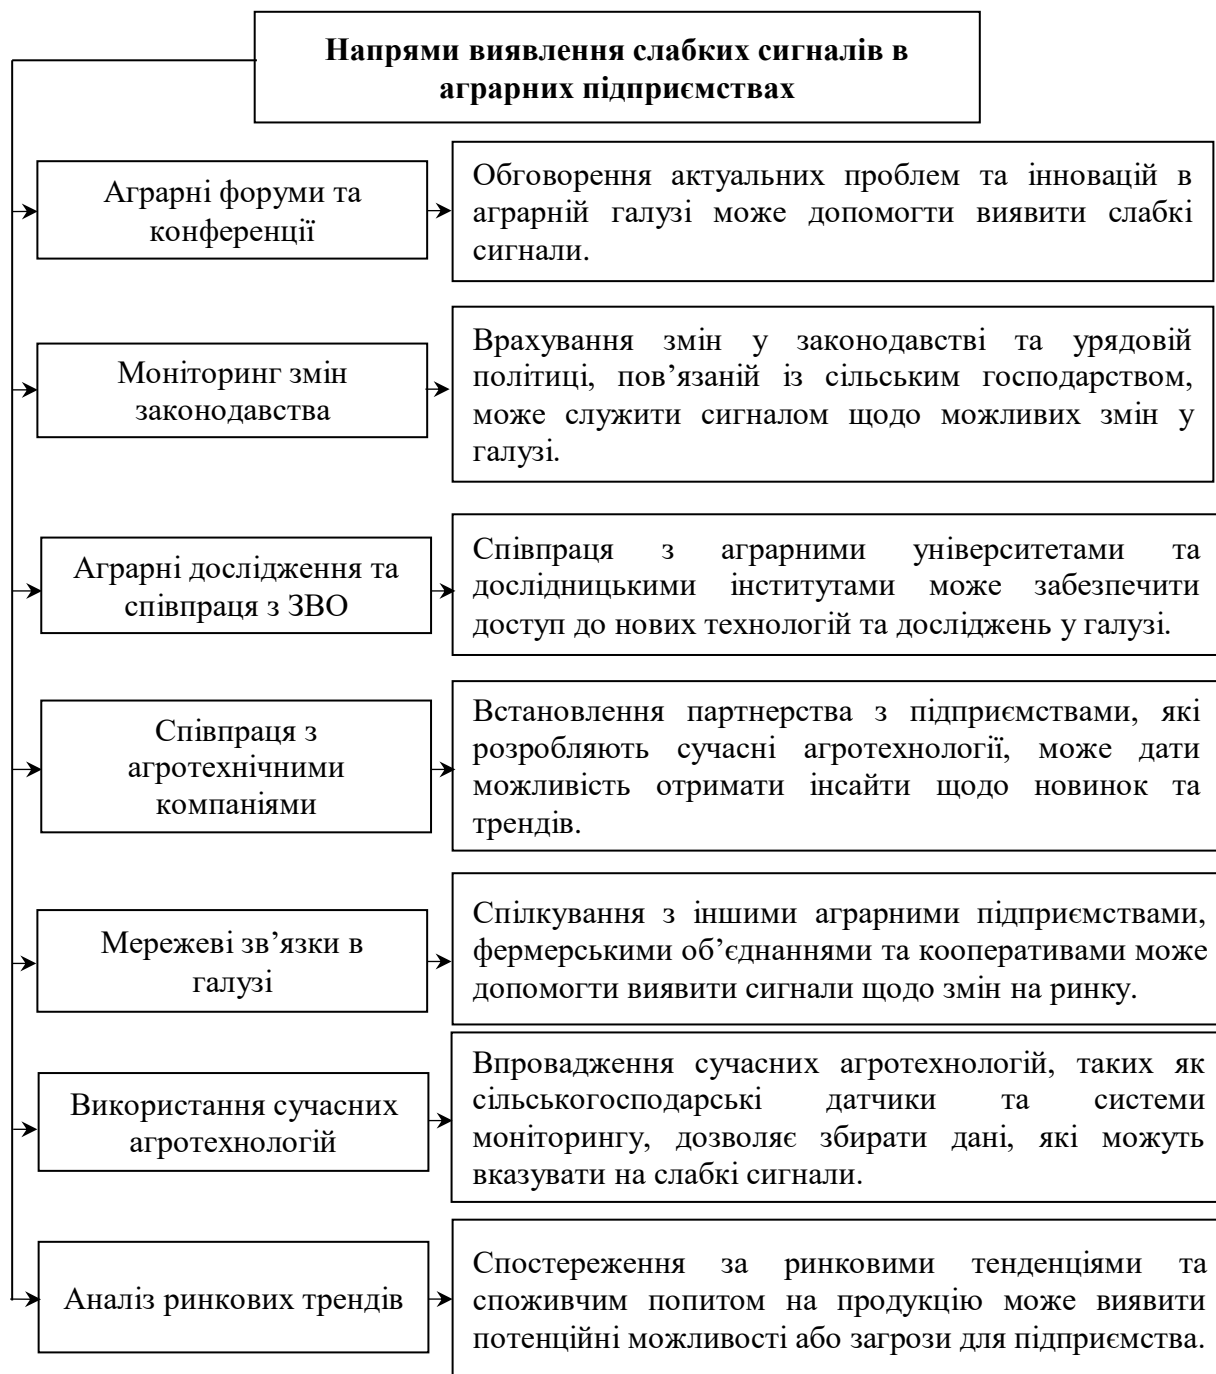 Напрями виявлення слабких сигналів в
аграрних підприємствах
Аграрні форуми та
конференції
Обговорення актуальних проблем та інновацій в
аграрній галузі може допомогти виявити слабкі
сигнали.
Моніторинг змін
законодавства
Врахування змін у законодавстві та урядовій
політиці, пов’язаній із сільським господарством,
може служити сигналом щодо можливих змін у
галузі.
Аграрні дослідження та
співпраця з ЗВО
Співпраця з аграрними університетами та
дослідницькими інститутами може забезпечити
доступ до нових технологій та досліджень у галузі.
Співпраця з
агротехнічними
компаніями
Встановлення партнерства з підприємствами, які
розробляють сучасні агротехнології, може дати
можливість отримати інсайти щодо новинок та
трендів.
Мережеві зв’язки в
галузі
Спілкування з іншими аграрними підприємствами,
фермерськими об’єднаннями та кооперативами може
допомогти виявити сигнали щодо змін на ринку.
Використання сучасних
агротехнологій
Впровадження сучасних агротехнологій, таких як
сільськогосподарські датчики та системи
моніторингу, дозволяє збирати дані, які можуть
вказувати на слабкі сигнали.
Аналіз ринкових трендів
Спостереження за ринковими тенденціями та
споживчим попитом на продукцію може виявити
потенційні можливості або загрози для підприємства.